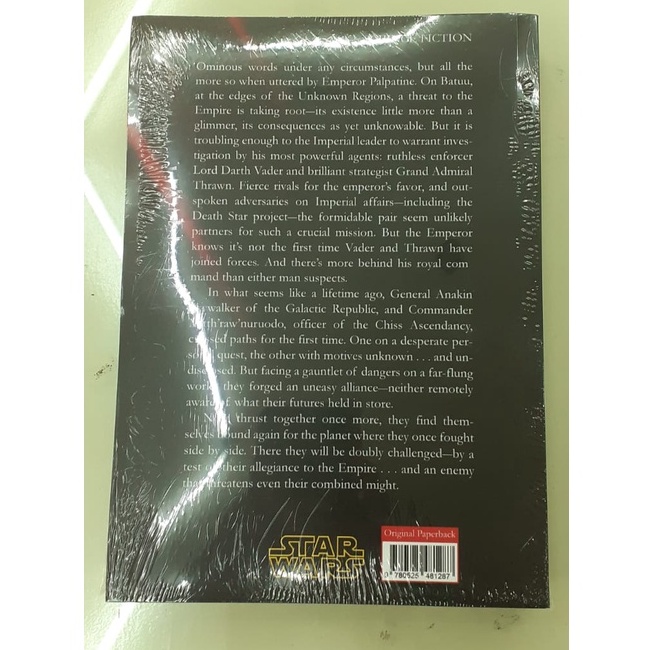 FICTION
Ominous words under any circumstances, but all the
more so when uttered by Emperor Palpatine. On Batuu,
at the edges of the Unknown Regions, a threat to the
Empire is taking root—its existence little more than a
glimmer, its consequences as yet unknowable. But it is
troubling enough to the Imperial leader to warrant inves-
tigation by his most powerful agents: ruthless enforcer
Lord Darth Vader and brilliant strategist Grand Admiral
Thrawn. Fierce rivals for the emperor's favor, and out-
spoken adversaries on Imperial affairs—including the
Death Star project—the formidable pair seem unlikely
partners for such a crucial mission. But the Emperor
knows it's not the first time Vader and Thrawn have
joined forces. And there's more behind his royal com
mand than either man suspects.
In what seems like a lifetime ago, General Anakin
walker of the Galactic Republic, and Commander
th'raw'nuruodo, officer of the Chiss Ascendancy,
crossed paths for the first time. One on a desperate per-
quest, the other with motives unknown . . . and un-
But facing a gauntlet of dangers on a far-flung
they forged an uneasy alliance—neither remotely
aware of what their futures held in store.
thrust together once more, they find them-
selves bound again for the planet where they once fought
side by side. There they will be doubly challenged—by a
test of their allegiance to the Empire . . . and an enemy
that threatens even their combined might.
STAR
WARS
Original Paperback
9 780525 481287